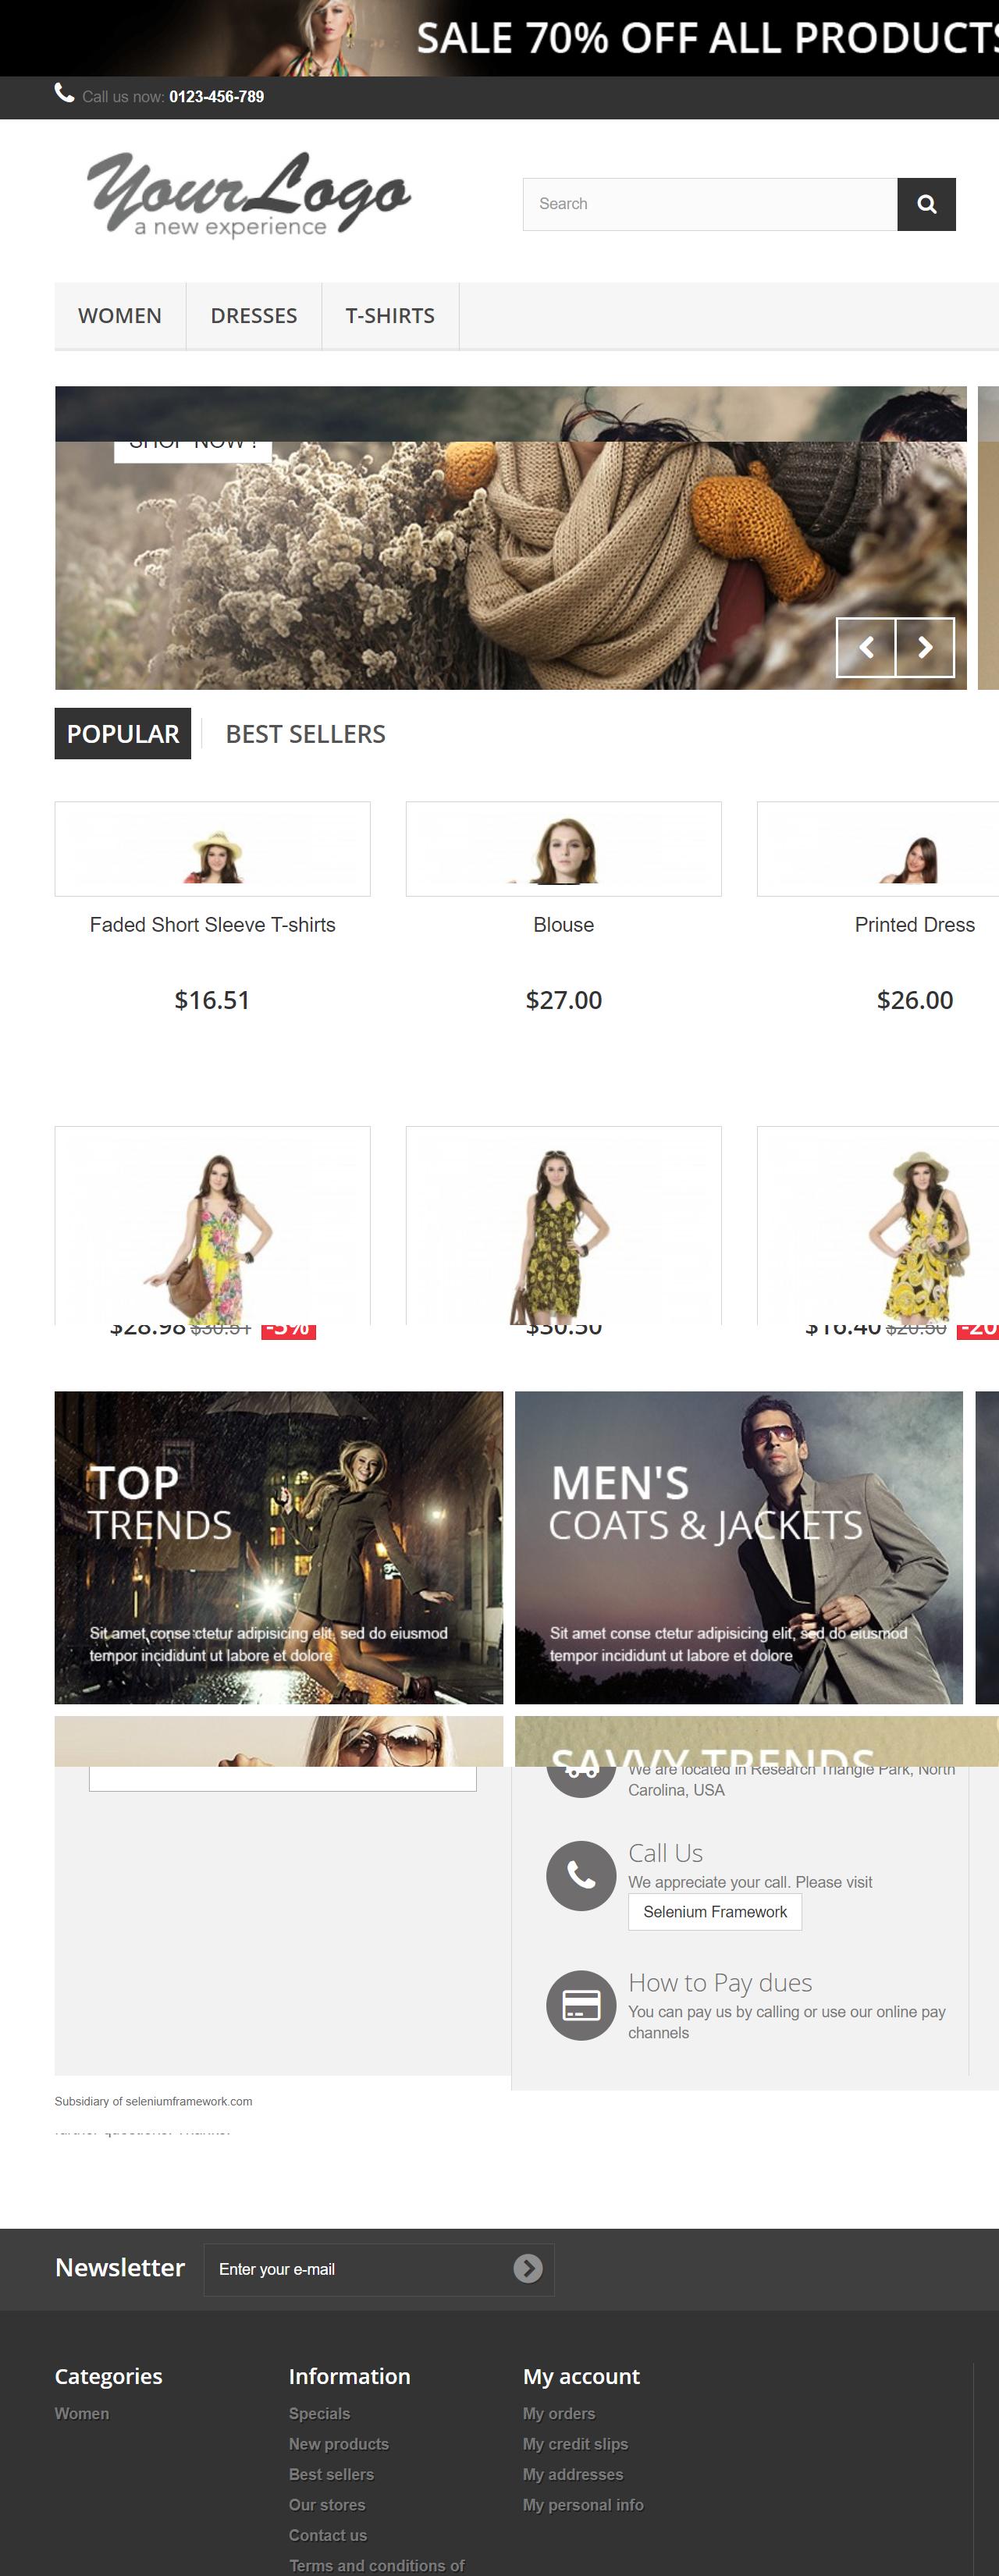 SALE 70% OFF ALL PRODUCTS
Call us now: 0123-456-789
YourLogo
a new experience
Search
WOMEN DRESSES T-SHIRTS
SHOP NOW !
POPULAR BEST SELLERS
Faded Short Sleeve T-shirts Blouse Printed Dress
$16.51 $27.00 $26.00
$28.98 $30.51 -5% $30.50 $16.40 $20.50 -20
TOP
TRENDS
Sit amet conse ctetur adipisicing elit, sed do eiusmod
tempor incididunt ut labore et dolore
MEN'S
COATS & JACKETS
Sit amet conse ctetur adipisicing elit, sed do eiusmod
tempor incididunt ut labore et dolore
SAVVY TRENDS
We are located in Research Triangle Park, North
Carolina, USA
Call Us
We appreciate your call. Please visit
Selenium Framework
How to Pay dues
You can pay us by calling or use our online pay
channels
Subsidiary of seleniumframework.com
Newsletter Enter your e-mail
Categories
Women
Information
Specials
New products
Best sellers
Our stores
Contact us
Terms and conditions of
My account
My orders
My credit slips
My addresses
My personal info